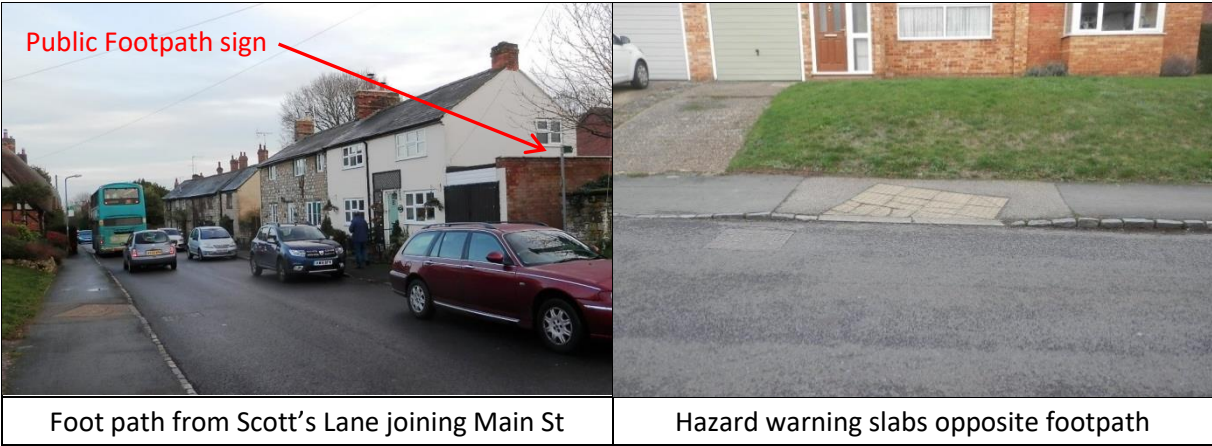 Public Footpath sign
Foot path from Scott's Lane joining Main St
Hazard warning slabs opposite footpath